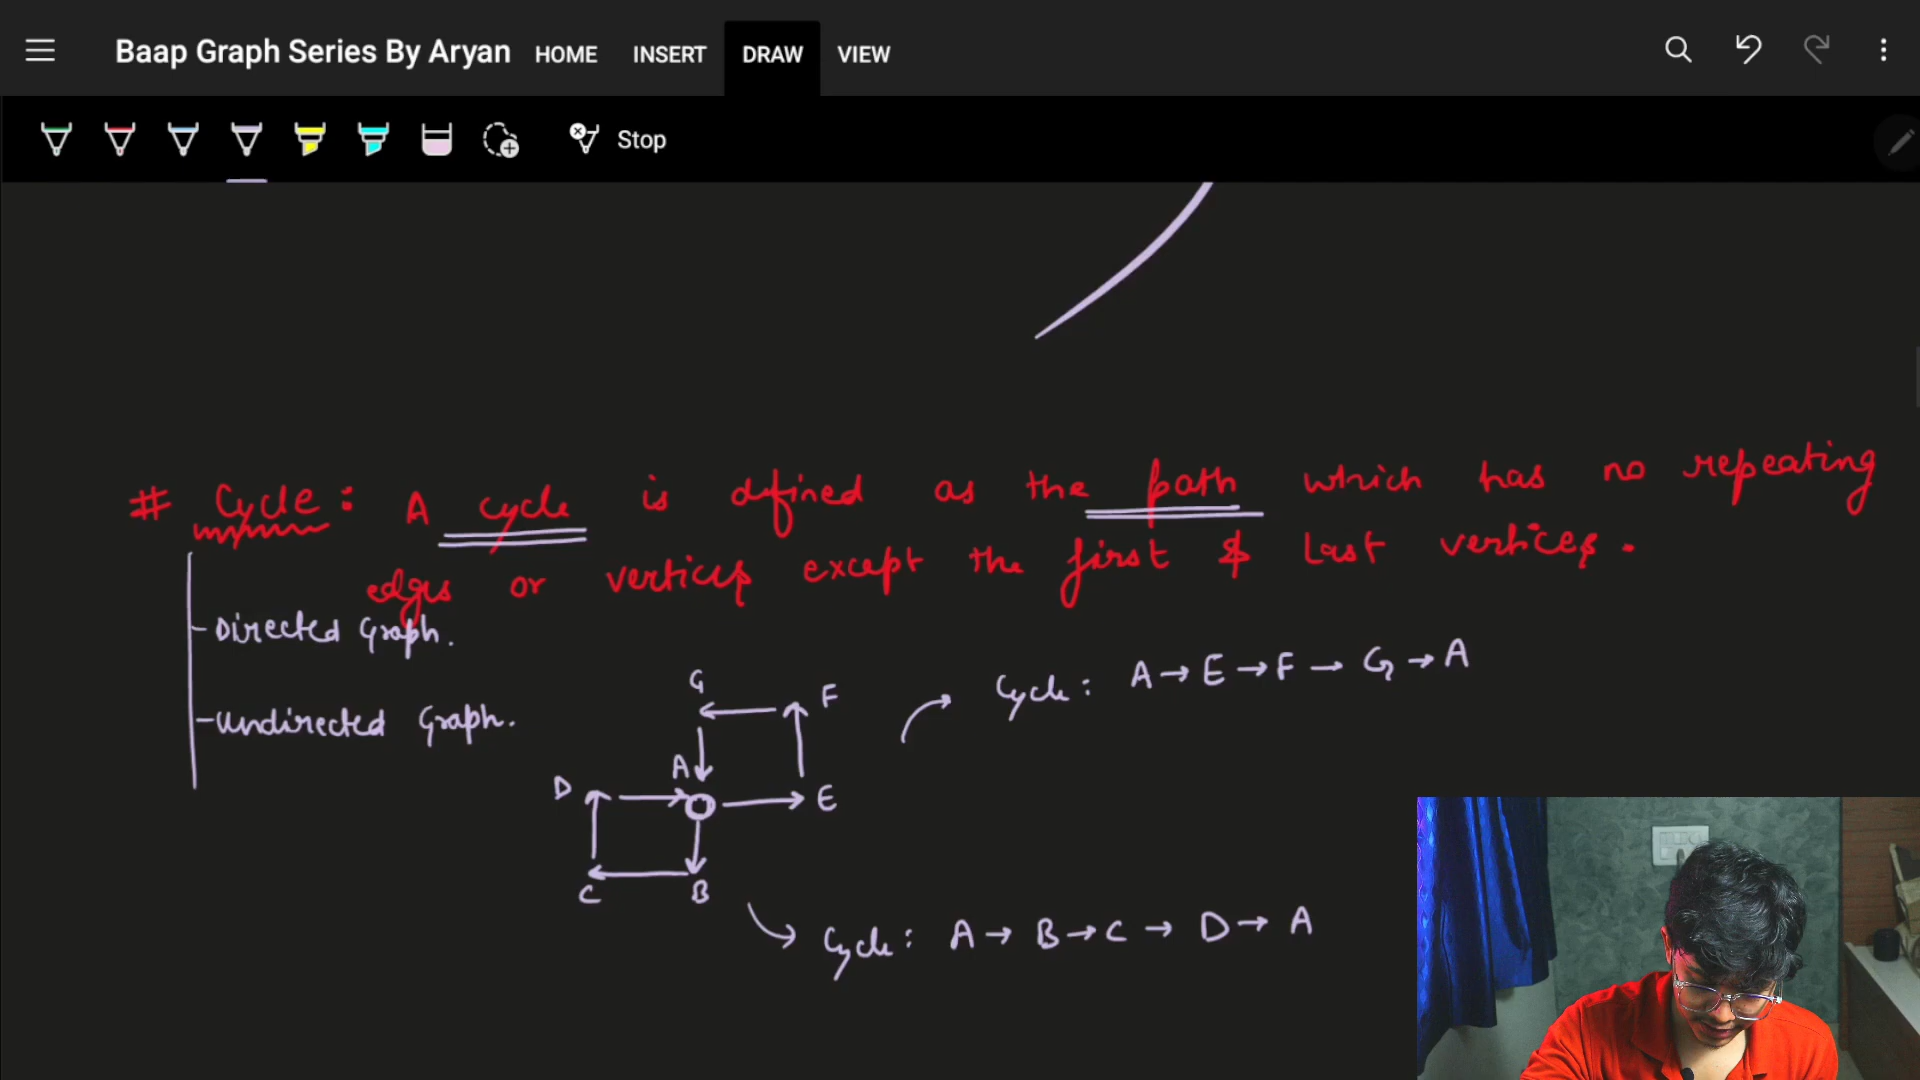 Baap Graph Series By Aryan HOME INSERT DRAW VIEW
Stop
# Cycle : A cycle is defined as the path which has no repeating
edges or vertices except the first & last vertices.
- Directed Graph.
- Undirected Graph.
G F
Cycle : A → E → F → G → A
A
D E
C B
Cycle : A → B → C → D → A